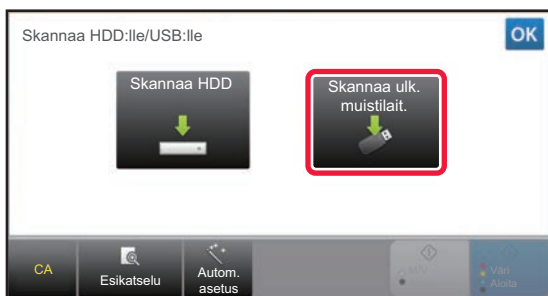 Skannaa HDD:lle/USB:lle
OK
Skannaa HDD
Skannaa ulk.
muistilait.
CA
Esikatselu
Autom.
asetus
Väri
Aloita